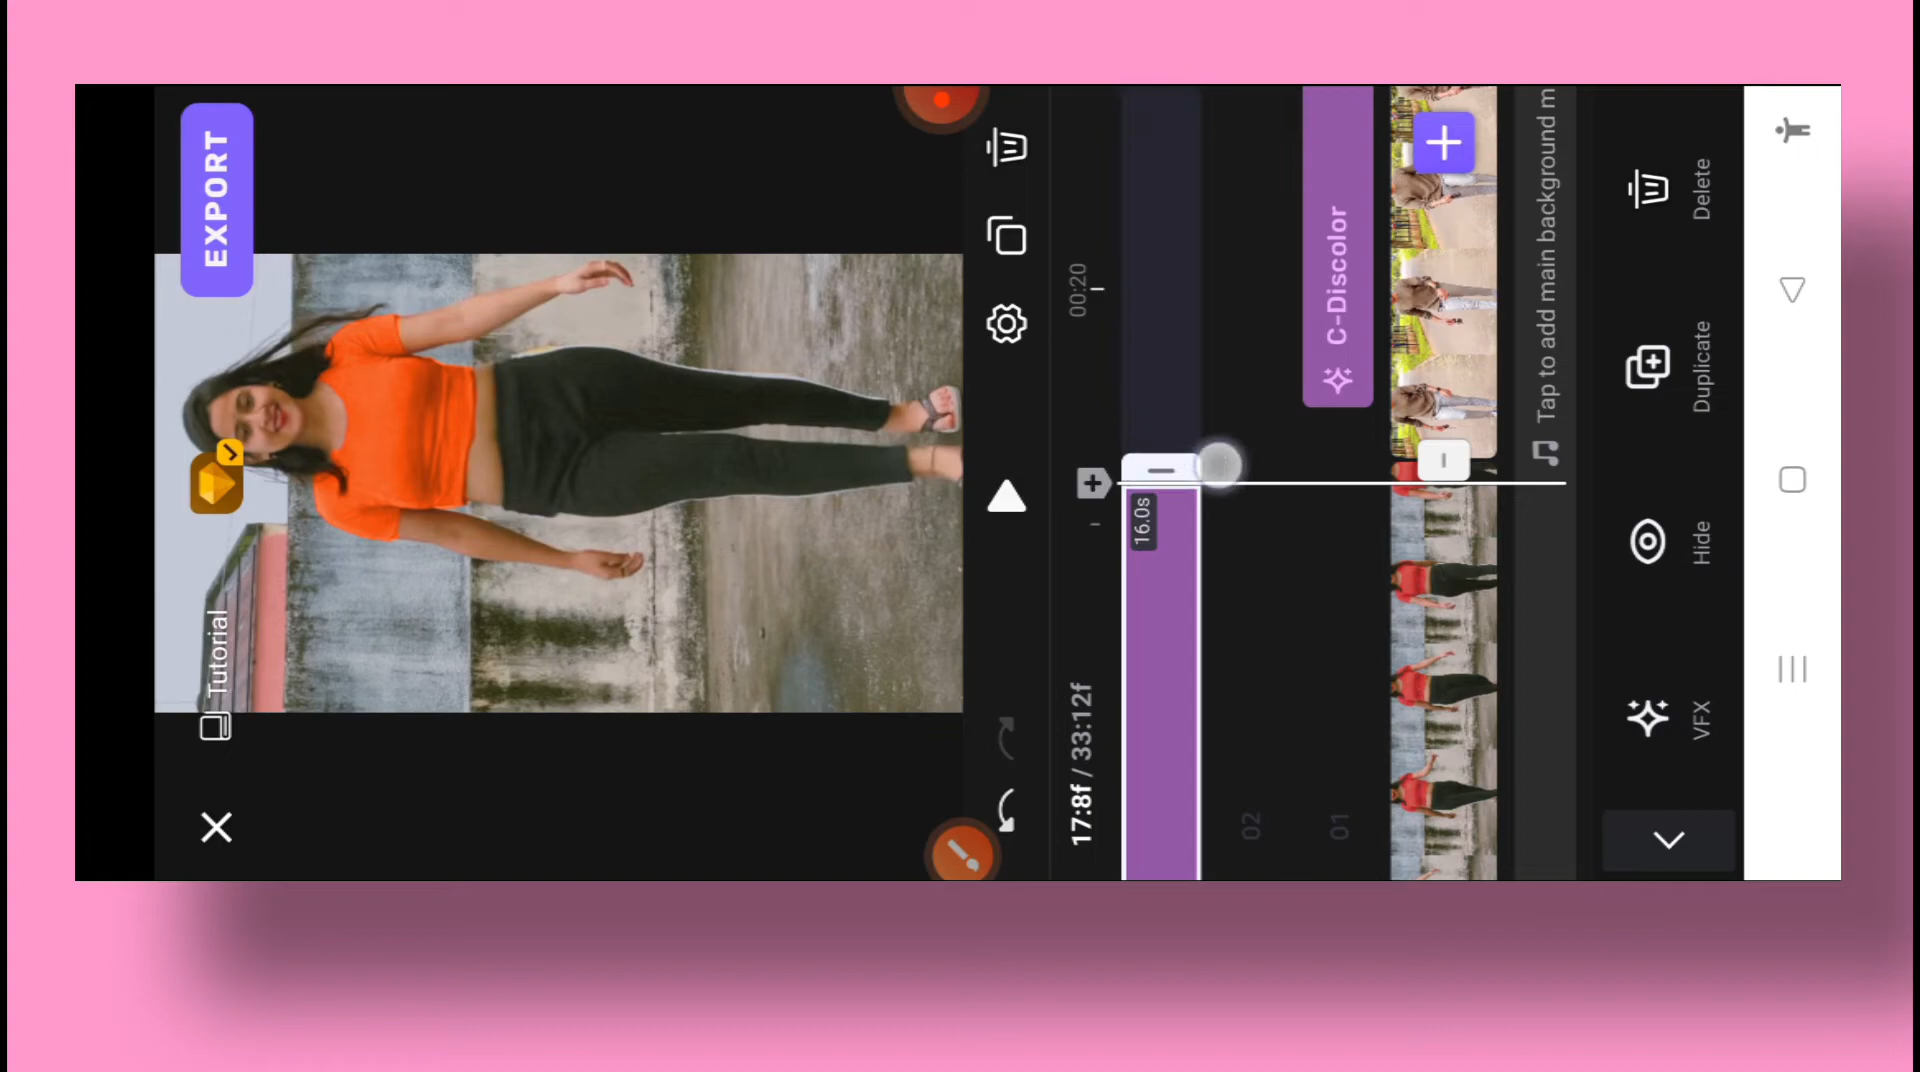 EXPORT
Tutorial
17:8f / 33:12f
00:20
16.0s
02
01
C-Discolor
Tap to add main background m
VFX
Hide
Duplicate
Delete